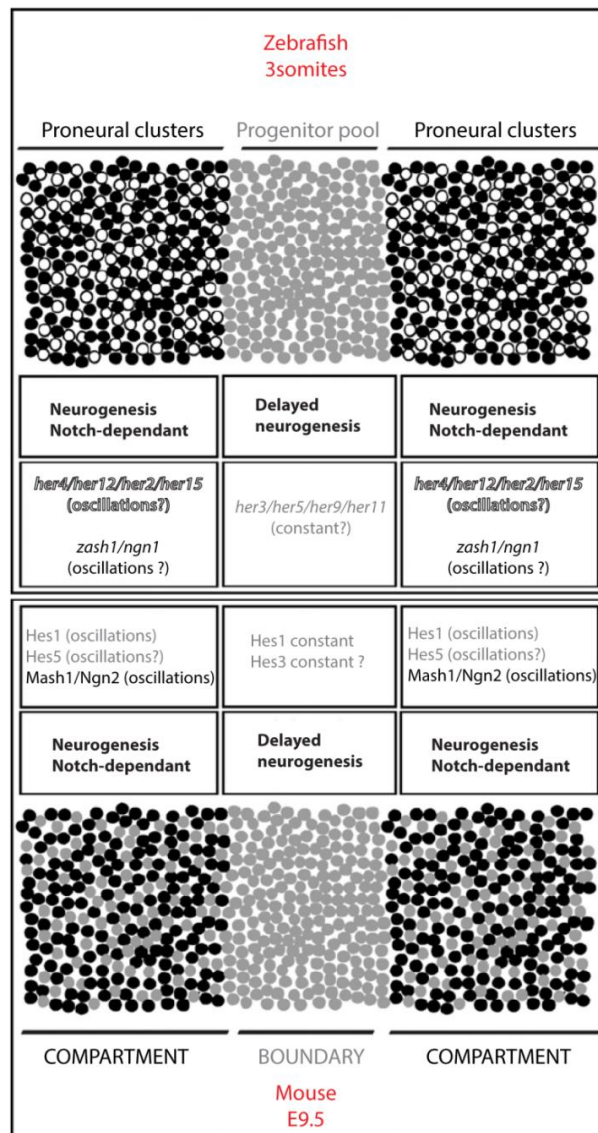 Zebrafish
3somites
Proneural clusters
Progenitor pool
Proneural clusters
Neurogenesis
Notch-dependant
Delayed
neurogenesis
Neurogenesis
Notch-dependant
her4/her12/her2/her15
(oscillations?)
zash1/ngn1
(oscillations ?)
her3/her5/her9/her11
(constant?)
her4/her12/her2/her15
(oscillations?)
zash1/ngn1
(oscillations ?)
Hes1 (oscillations)
Hes5 (oscillations?)
Mash1/Ngn2 (oscillations)
Hes1 constant
Hes3 constant ?
Hes1 (oscillations)
Hes5 (oscillations?)
Mash1/Ngn2 (oscillations)
Neurogenesis
Notch-dependant
Delayed
neurogenesis
Neurogenesis
Notch-dependant
COMPARTMENT
BOUNDARY
COMPARTMENT
Mouse
E9.5